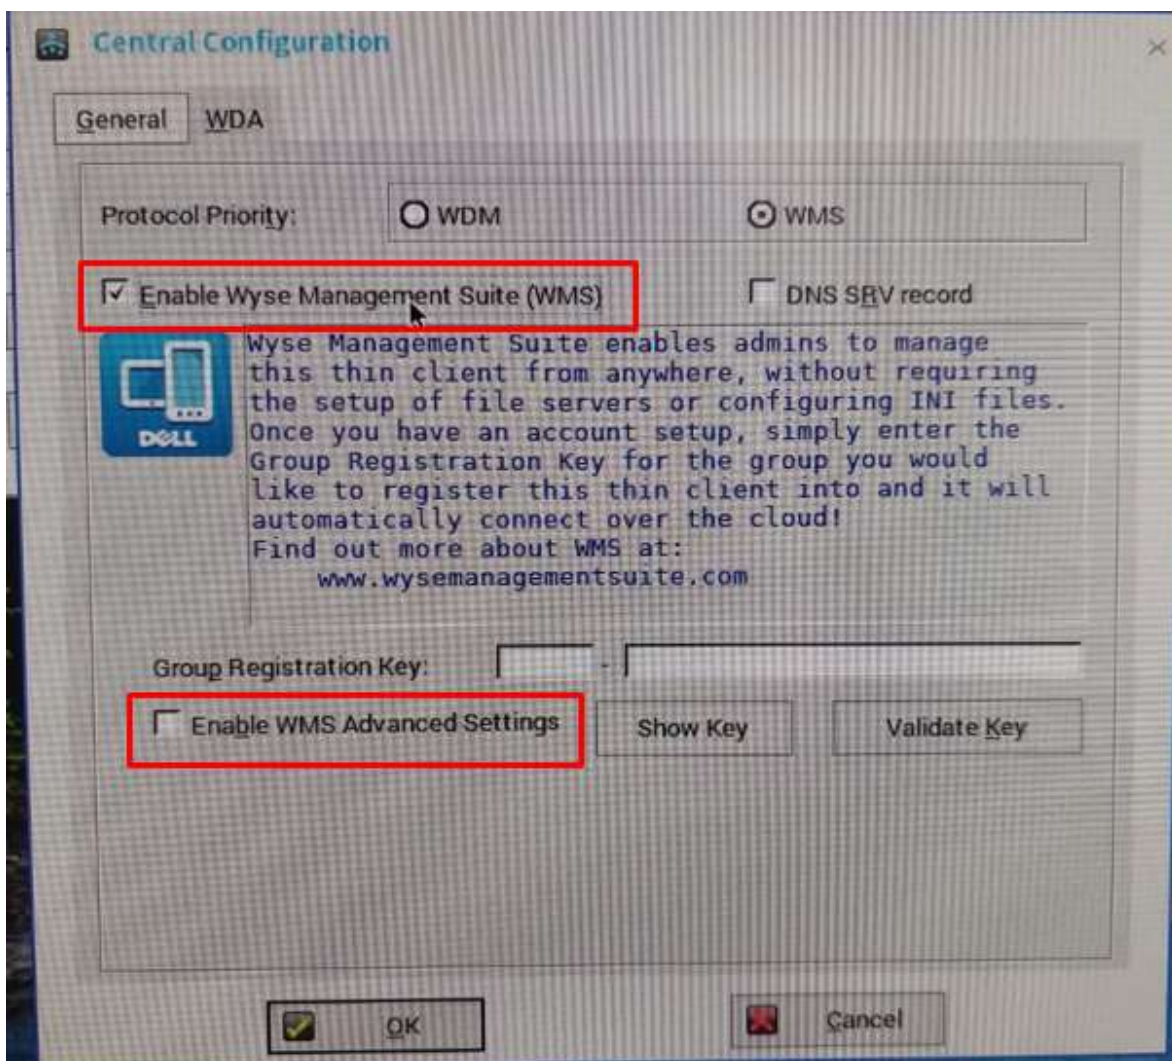 Central Configuration
General WDA
Protocol Priority: WDM WMS
Enable Wyse Management Suite (WMS) DNS SRV record
DELL
Wyse Management Suite enables admins to manage
this thin client from anywhere, without requiring
the setup of file servers or configuring INI files.
Once you have an account setup, simply enter the
Group Registration Key for the group you would
like to register this thin client into and it will
automatically connect over the cloud!
Find out more about WMS at:
www.wysemanagementsuite.com
Group Registration Key: -
Enable WMS Advanced Settings Show Key Validate Key
OK Cancel